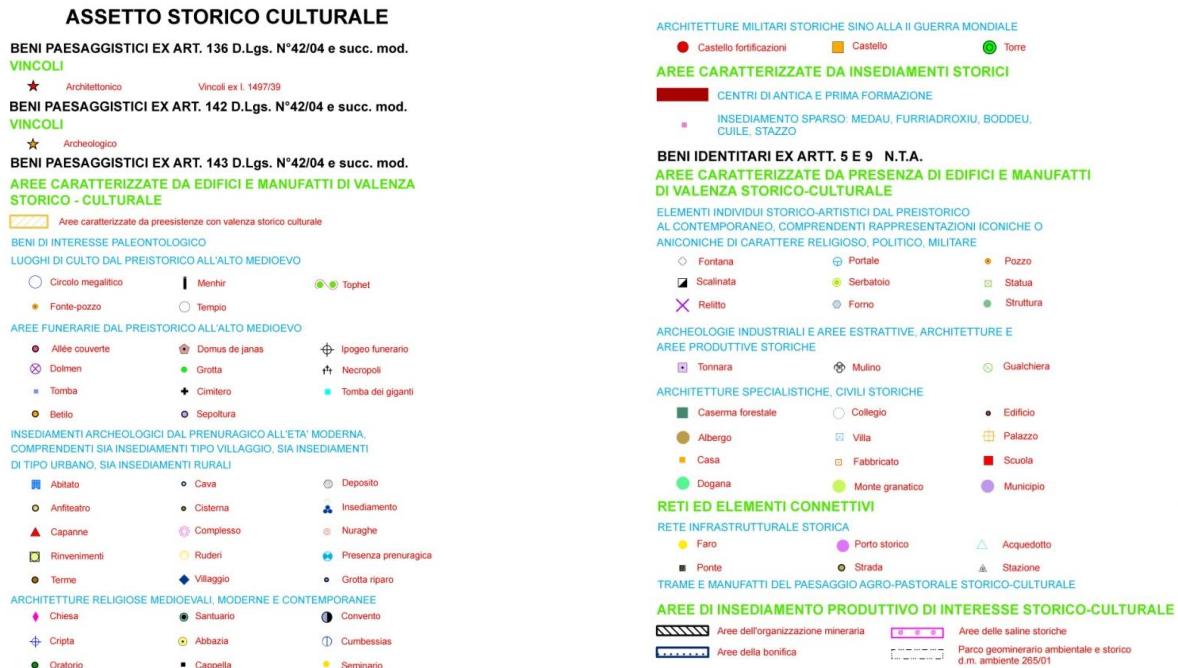 ASSETTO STORICO CULTURALE
BENI PAESAGGISTICI EX ART. 136 D.Lgs. N°42/04 e succ. mod.
VINCOLI
Architettonico Vincoli ex l. 1497/39
BENI PAESAGGISTICI EX ART. 142 D.Lgs. N°42/04 e succ. mod.
VINCOLI
Archeologico
BENI PAESAGGISTICI EX ART. 143 D.Lgs. N°42/04 e succ. mod.
AREE CARATTERIZZATE DA EDIFICI E MANUFATTI DI VALENZA
STORICO - CULTURALE
Aree caratterizzate da preesistenze con valenza storico culturale
BENI DI INTERESSE PALEONTOLOGICO
LUOGHI DI CULTO DAL PREISTORICO ALL'ALTO MEDIOEVO
Circolo megalitico Menhir Tophet
Fonte-pozzo Tempio
AREE FUNERARIE DAL PREISTORICO ALL'ALTO MEDIOEVO
Allée couverte Domus de janas Ipogeo funerario
Dolmen Grotta Necropoli
Tomba Cimitero Tomba dei giganti
Betilo Sepoltura
INSEDIAMENTI ARCHEOLOGICI DAL PRENURAGICO ALL'ETA' MODERNA,
COMPRENDENTI SIA INSEDIAMENTI TIPO VILLAGGIO, SIA INSEDIAMENTI
DI TIPO URBANO, SIA INSEDIAMENTI RURALI
Abitato Cava Deposito
Anfiteatro Cisterna Insediamento
Capanne Complesso Nuraghe
Rinvenimenti Ruderi Presenza prenuragica
Terme Villaggio Grotta riparo
ARCHITETTURE RELIGIOSE MEDIOEVALI, MODERNE E CONTEMPORANEE
Chiesa Santuario Convento
Cripta Abbazia Cumbessias
Oratorio Cappella Seminario
ARCHITETTURE MILITARI STORICHE SINO ALLA II GUERRA MONDIALE
Castello fortificazioni Castello Torre
AREE CARATTERIZZATE DA INSEDIAMENTI STORICI
CENTRI DI ANTICA E PRIMA FORMAZIONE
INSEDIAMENTO SPARSO: MEDAU, FURRIADROXIU, BODDEU,
CUILE, STAZZO
BENI IDENTITARI EX ARTT. 5 E 9 N.T.A.
AREE CARATTERIZZATE DA PRESENZA DI EDIFICI E MANUFATTI
DI VALENZA STORICO-CULTURALE
ELEMENTI INDIVIDUI STORICO-ARTISTICI DAL PREISTORICO
AL CONTEMPORANEO, COMPRENDENTI RAPPRESENTAZIONI ICONICHE O
ANICONICHE DI CARATTERE RELIGIOSO, POLITICO, MILITARE
Fontana Portale Pozzo
Scalinata Serbatoio Statua
Relitto Forno Struttura
ARCHEOLOGIE INDUSTRIALI E AREE ESTRATTIVE, ARCHITETTURE E
AREE PRODUTTIVE STORICHE
Tonnara Mulino Gualchiera
ARCHITETTURE SPECIALISTICHE, CIVILI STORICHE
Caserma forestale Collegio Edificio
Albergo Villa Palazzo
Casa Fabbricato Scuola
Dogana Monte granatico Municipio
RETI ED ELEMENTI CONNETTIVI
RETE INFRASTRUTTURALE STORICA
Faro Porto storico Acquedotto
Ponte Strada Stazione
TRAME E MANUFATTI DEL PAESAGGIO AGRO-PASTORALE STORICO-CULTURALE
AREE DI INSEDIAMENTO PRODUTTIVO DI INTERESSE STORICO-CULTURALE
Aree dell'organizzazione mineraria Aree delle saline storiche
Aree della bonifica Parco geominerario ambientale e storico
d.m. ambiente 265/01